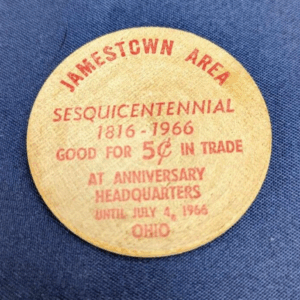 JAMESTOWN AREA
SESQUICENTENNIAL
1816-1966
GOOD FOR 5¢ IN TRADE
AT ANNIVERSARY
HEADQUARTERS
UNTIL JULY 4, 1966
OHIO